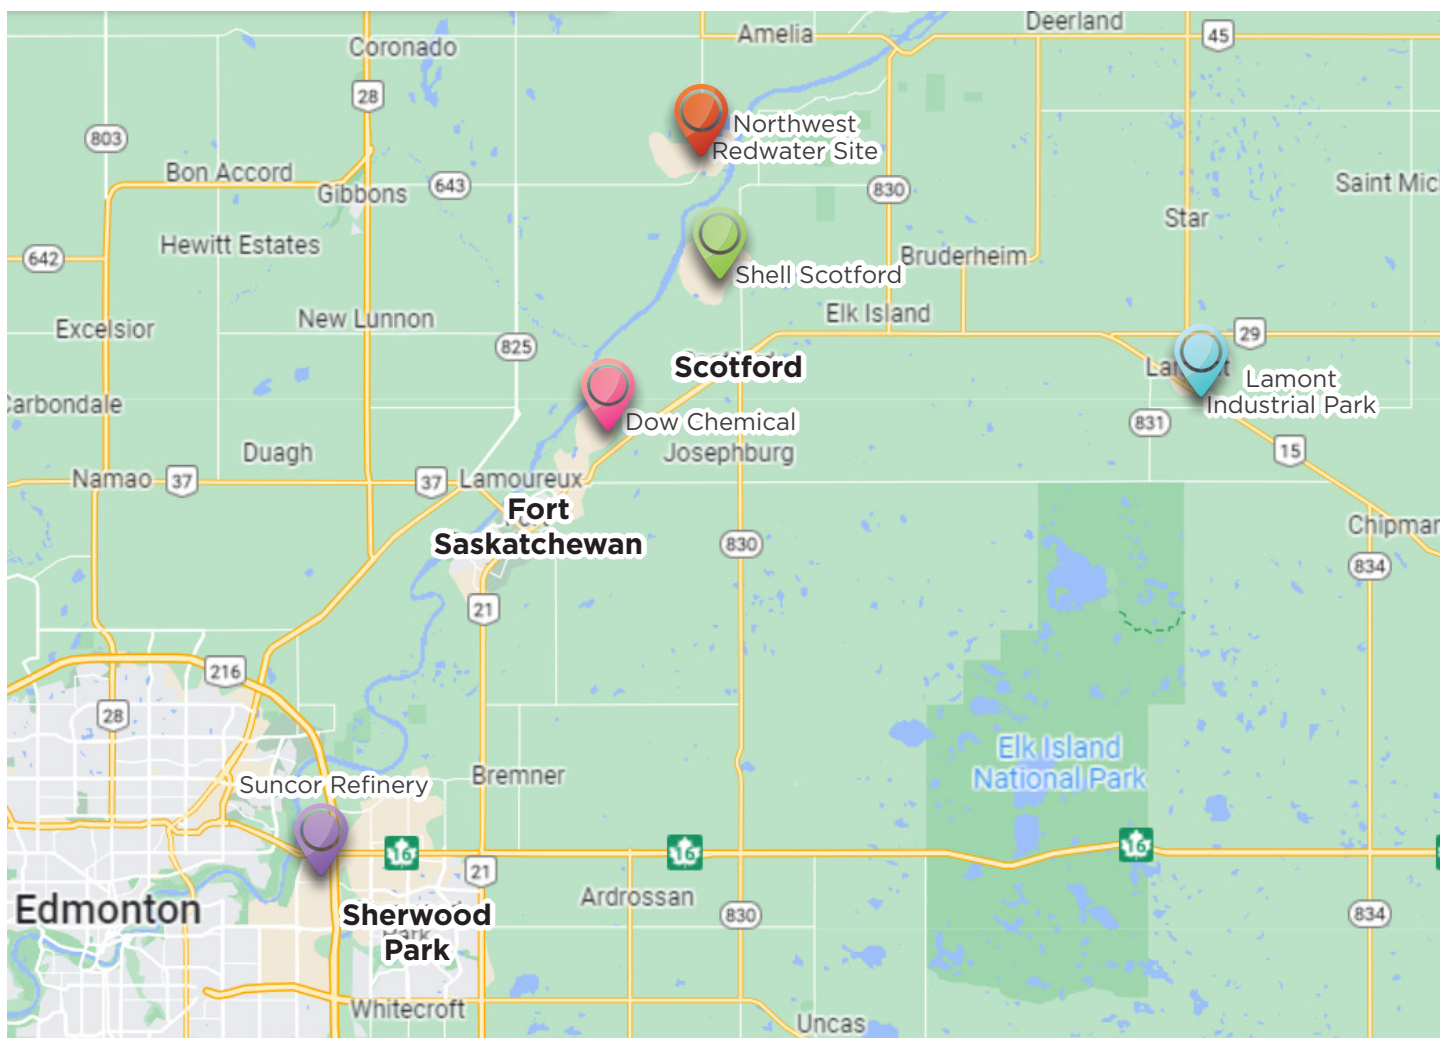 Deerland
Amelia
45
Coronado
28
Northwest
Redwater Site
803
Bon Accord
Gibbons
643
830
Saint Mic
Star
Hewitt Estates
642
Bruderheim
Shell Scotford
Elk Island
New Lunnon
Excelsior
825
29
Scotford
Lamont
Industrial Park
Carbondale
Dow Chemical
831
15
Duagh
Josephburg
Namao
37
37
Lamoureux
Fort
Saskatchewan
Chipmar
830
834
21
216
28
Elk Island
National Park
Bremner
Suncor Refinery
16
16
16
21
Ardrossan
Edmonton
Sherwood
Park
830
834
Whitecroft
Uncas